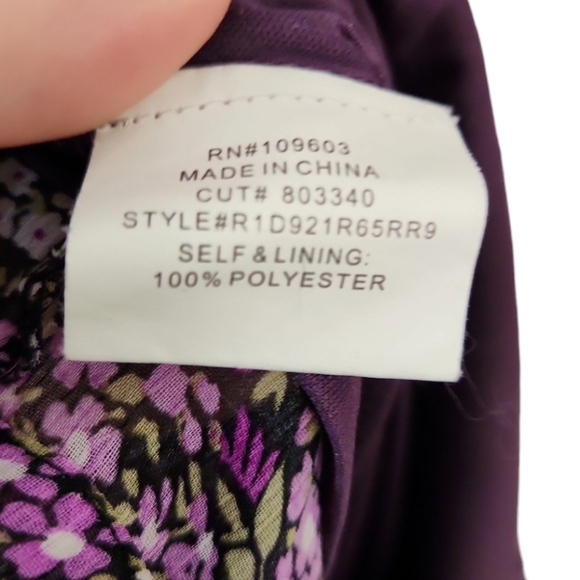 RN#109603
MADE IN CHINA
CUT# 803340
STYLE#R1D921R65RR9
SELF & LINING:
100% POLYESTER